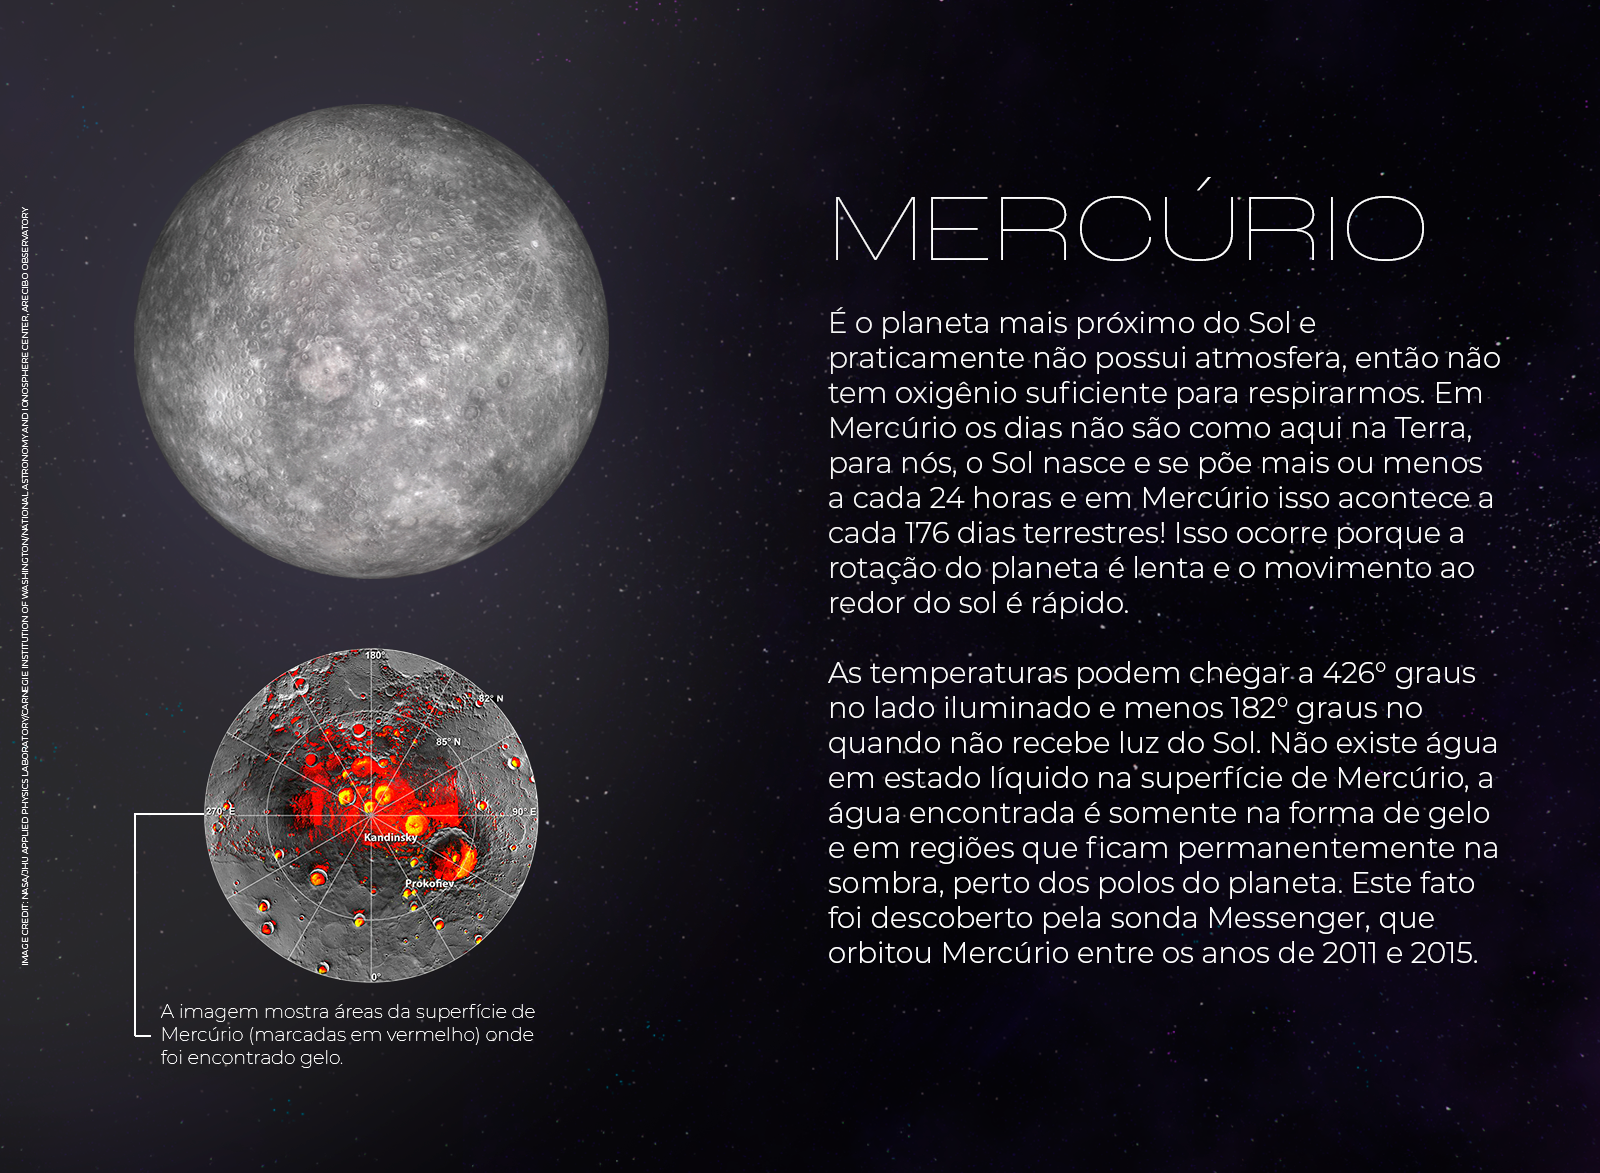 MERCÚRIO
É o planeta mais próximo do Sol e
praticamente não possui atmosfera, então não
tem oxigênio suficiente para respirarmos. Em
Mercúrio os dias não são como aqui na Terra,
para nós, o Sol nasce e se põe mais ou menos
a cada 24 horas e em Mercúrio isso acontece a
cada 176 dias terrestres! Isso ocorre porque a
rotação do planeta é lenta e o movimento ao
redor do sol é rápido.
As temperaturas podem chegar a 426° graus
no lado iluminado e menos 182° graus no
quando não recebe luz do Sol. Não existe água
em estado líquido na superfície de Mercúrio, a
água encontrada é somente na forma de gelo
e em regiões que ficam permanentemente na
sombra, perto dos polos do planeta. Este fato
foi descoberto pela sonda Messenger, que
orbitou Mercúrio entre os anos de 2011 e 2015.
180°
82° N
85° N
270° E
90° E
Kandinsky
Prokofiev
0°
A imagem mostra áreas da superfície de
Mercúrio (marcadas em vermelho) onde
foi encontrado gelo.
IMAGE CREDIT: NASA/JHU APPLIED PHYSICS LABORATORY/CARNEGIE INSTITUTION OF WASHINGTON/NATIONAL ASTRONOMY AND IONOSPHERE CENTER, ARECIBO OBSERVATORY